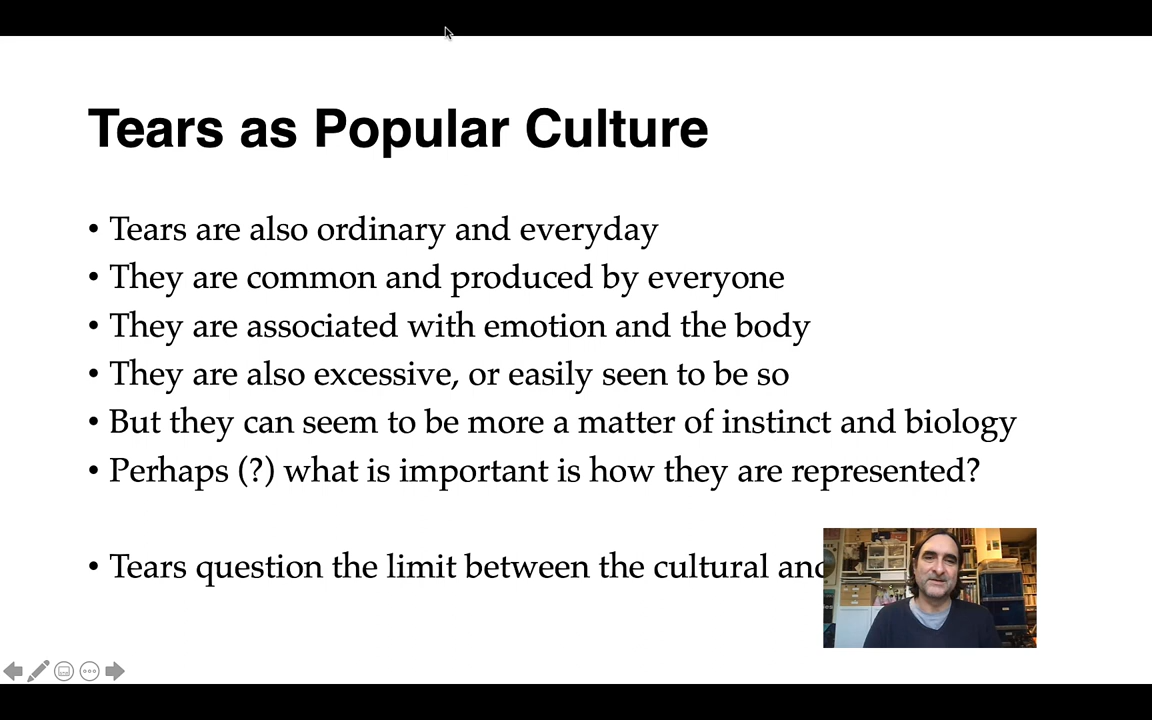 Tears as Popular Culture
• Tears are also ordinary and everyday
• They are common and produced by everyone
• They are associated with emotion and the body
• They are also excessive, or easily seen to be so
• But they can seem to be more a matter of instinct and biology
• Perhaps (?) what is important is how they are represented?
• Tears question the limit between the cultural and